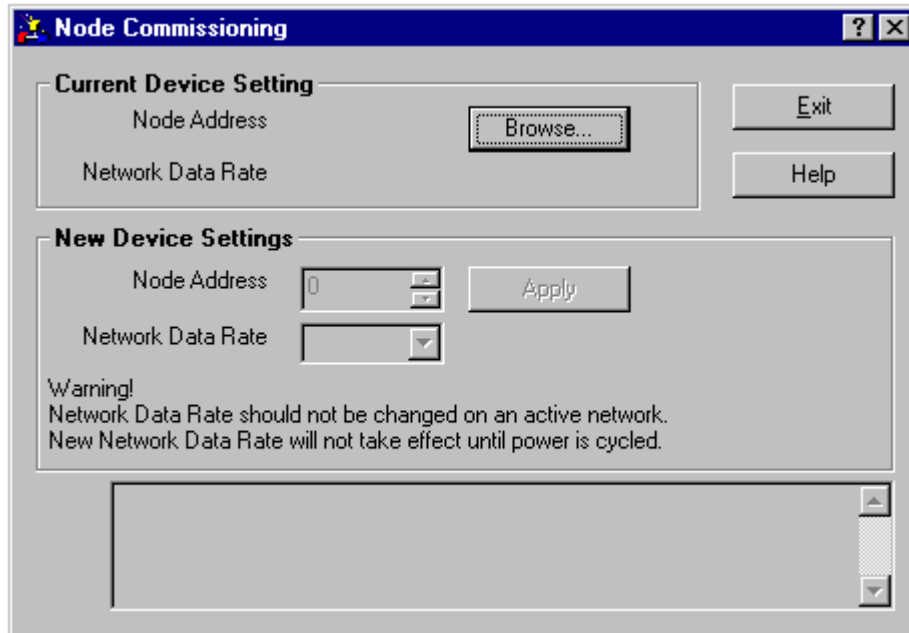 Node Commissioning
Current Device Setting
Node Address
Browse...
Exit
Network Data Rate
Help
New Device Settings
Node Address
0
Apply
Network Data Rate
Warning!
Network Data Rate should not be changed on an active network.
New Network Data Rate will not take effect until power is cycled.